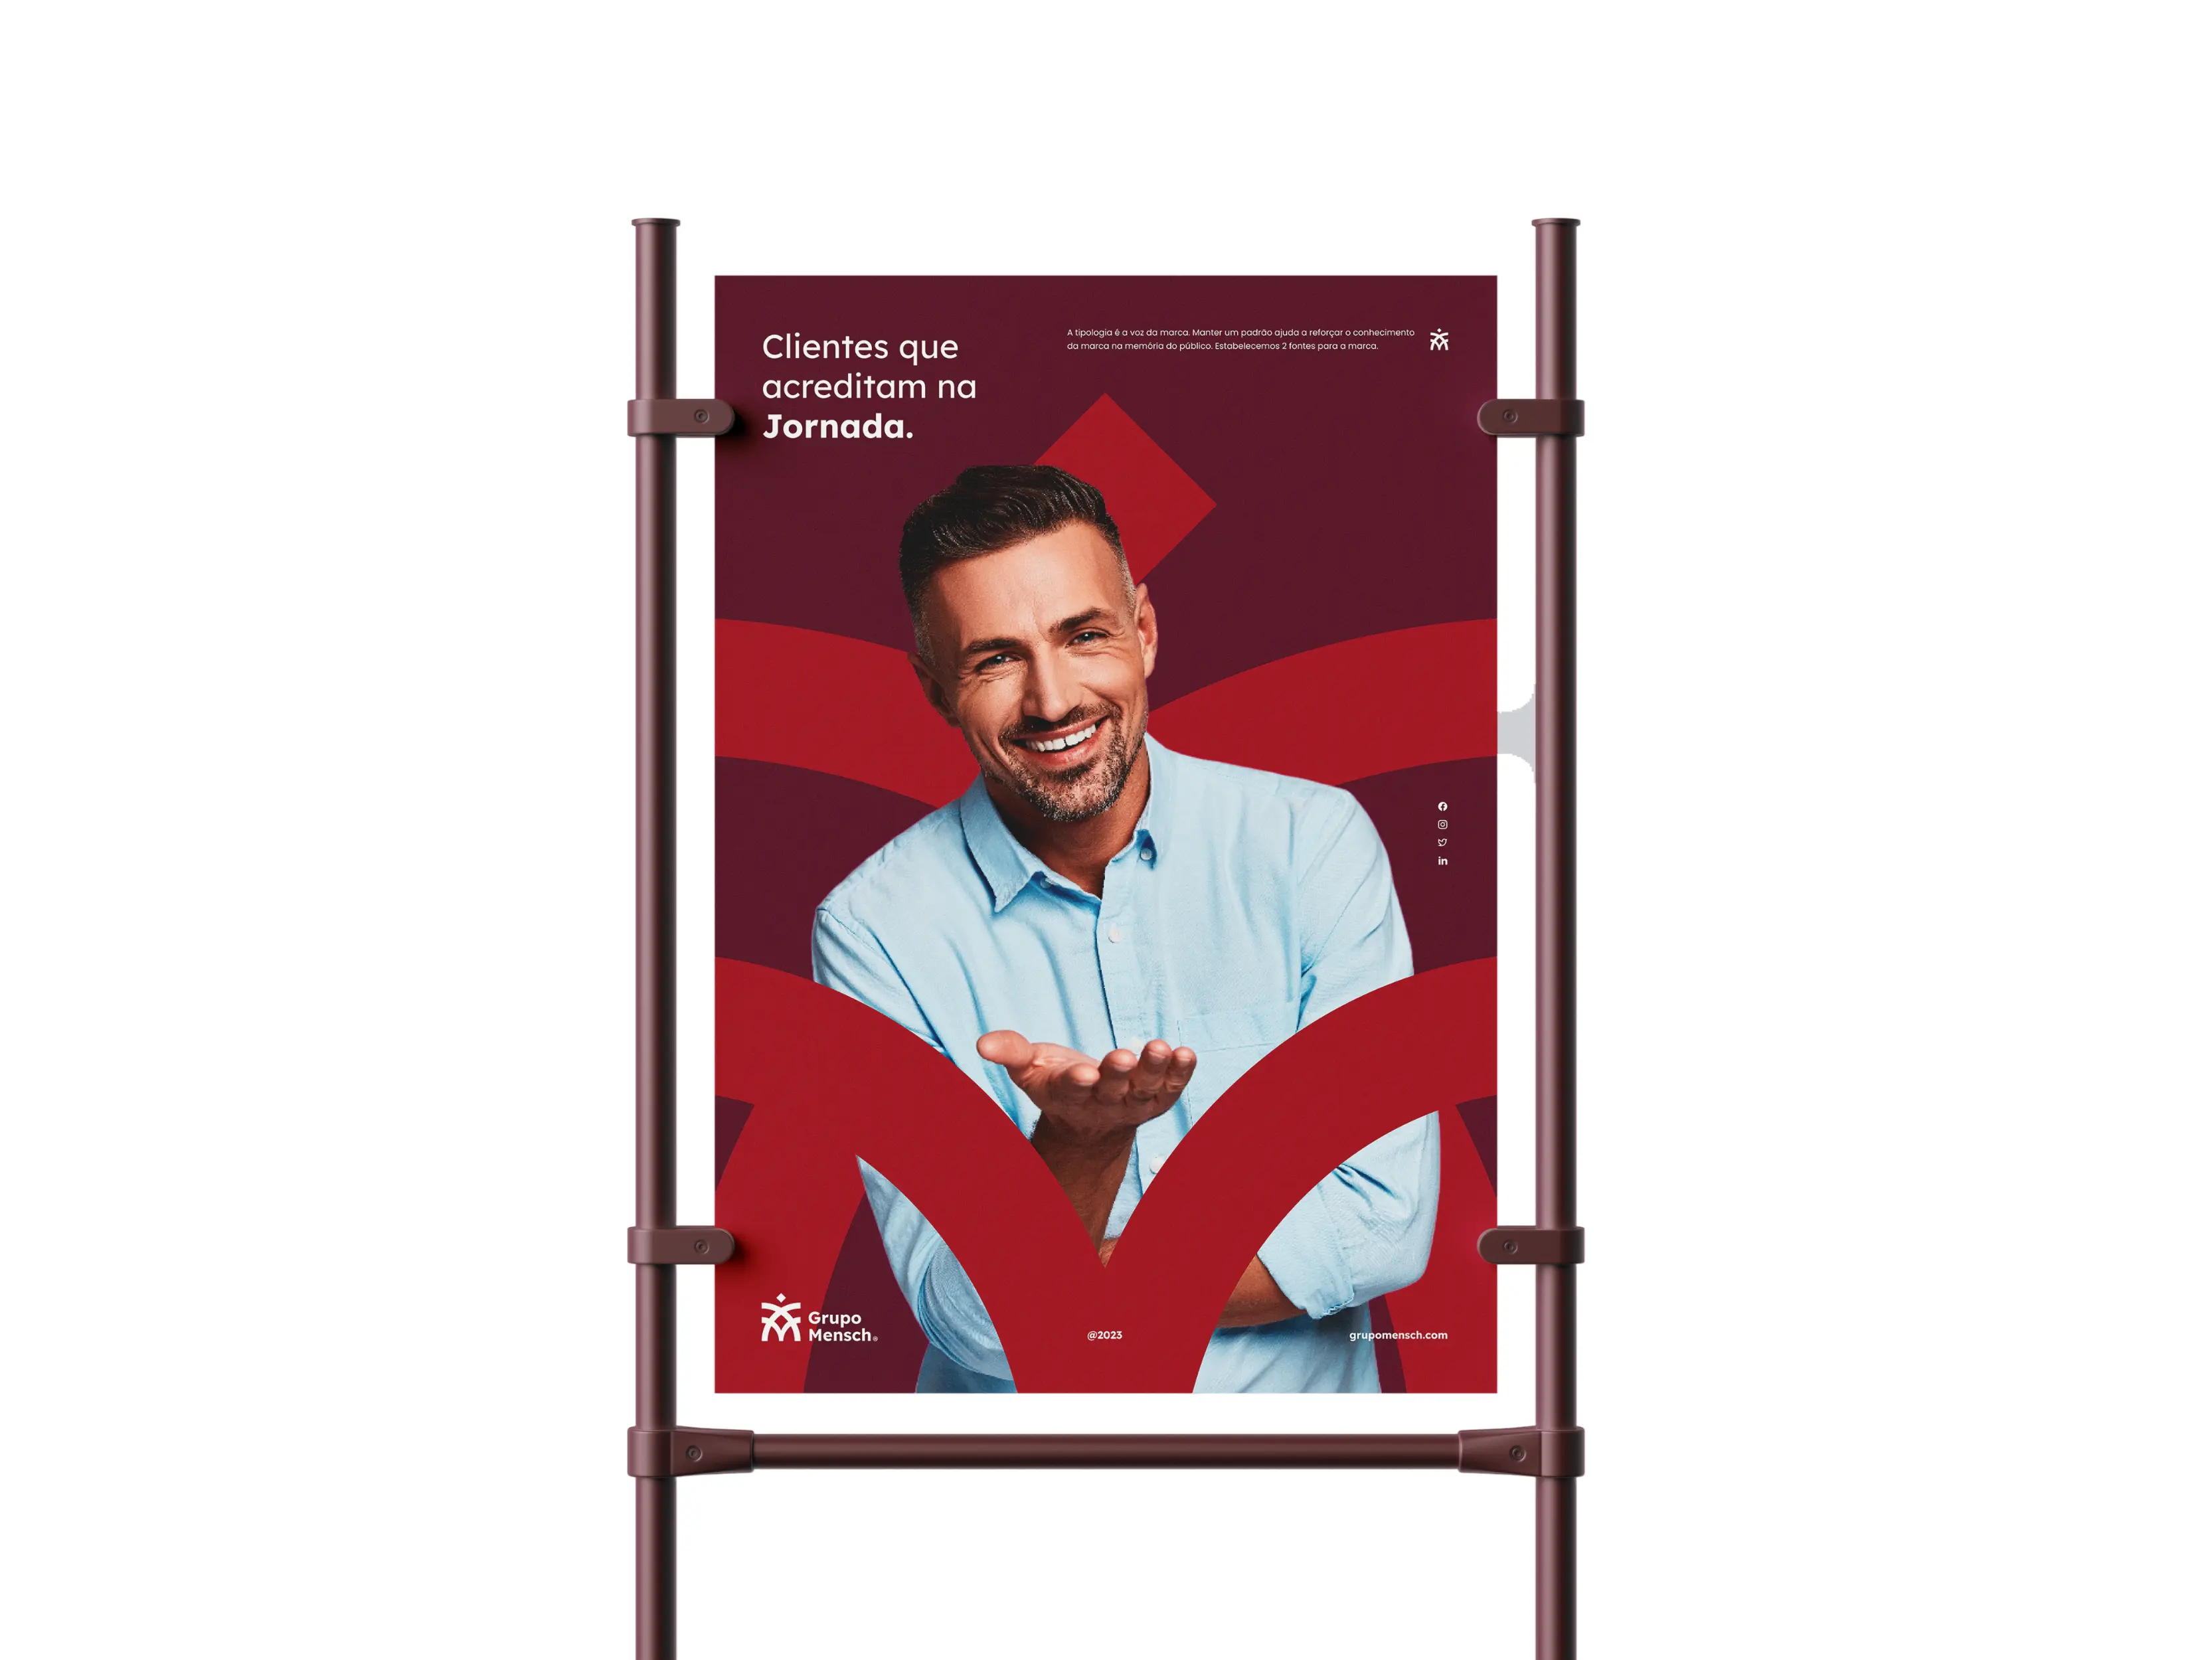 Clientes que
acreditam na
Jornada.
A tipologia é a voz da marca. Manter um padrão ajuda a reforçar o conhecimento
da marca na memória do público. Estabelecemos 2 fontes para a marca.
in
Grupo
Mensch®
@2023
grupomensch.com